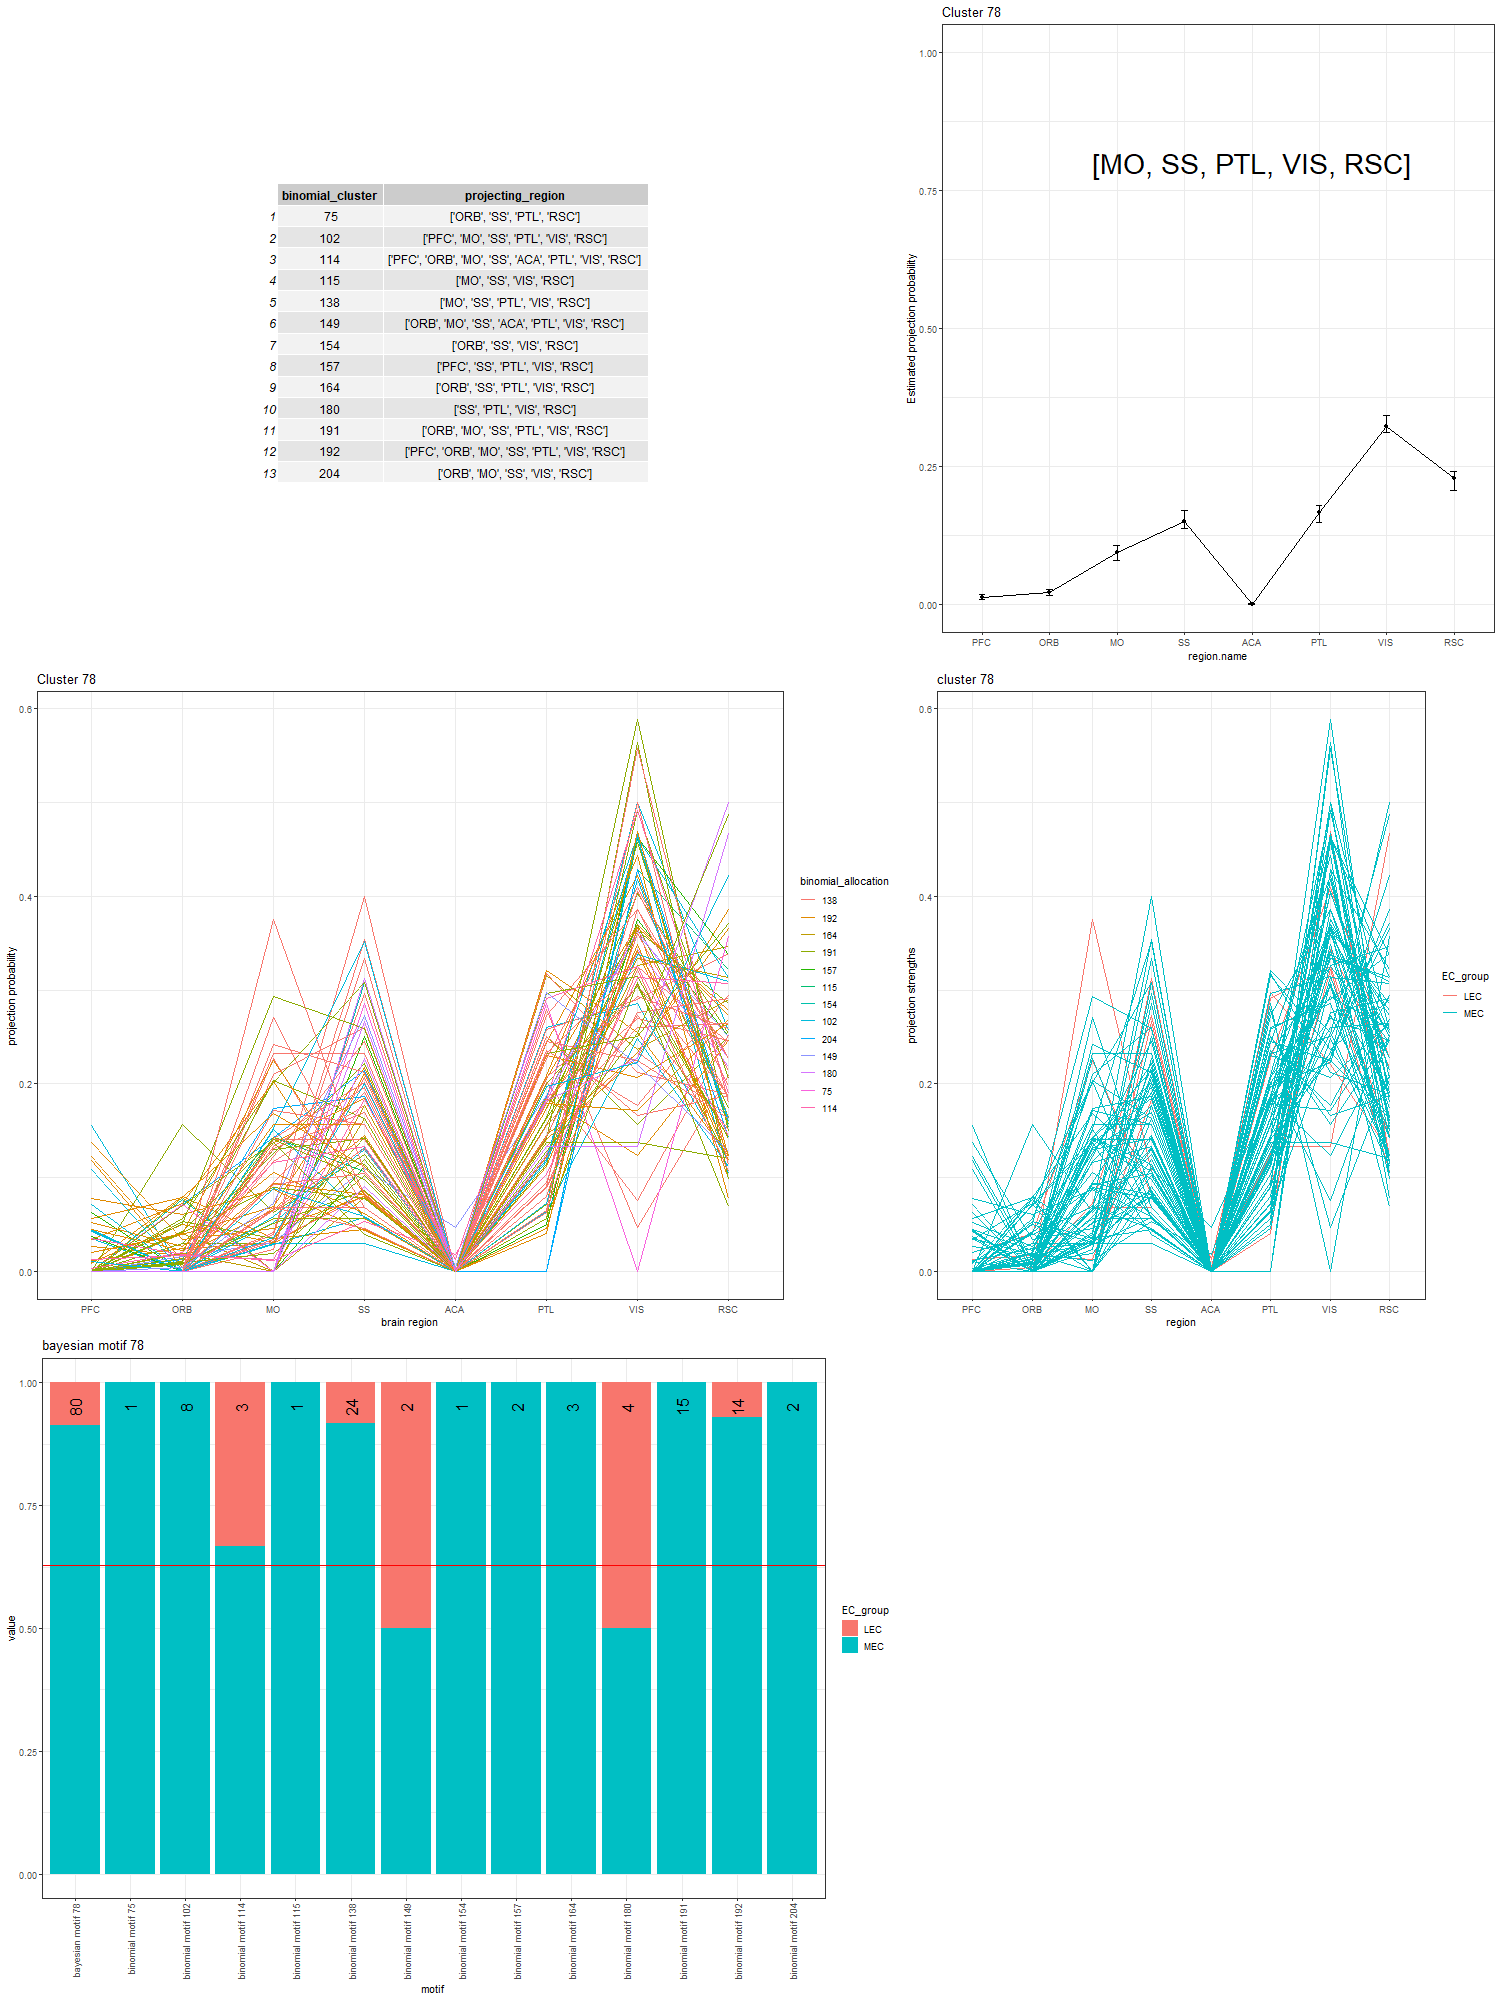 binomial_cluster projecting_region
1 75 ['ORB', 'SS', 'PTL', 'RSC']
2 102 ['PFC', 'MO', 'SS', 'PTL', 'VIS', 'RSC']
3 114 ['PFC', 'ORB', 'MO', 'SS', 'ACA', 'PTL', 'VIS', 'RSC']
4 115 ['MO', 'SS', 'VIS', 'RSC']
5 138 ['MO', 'SS', 'PTL', 'VIS', 'RSC']
6 149 ['ORB', 'MO', 'SS', 'ACA', 'PTL', 'VIS', 'RSC']
7 154 ['ORB', 'SS', 'VIS', 'RSC']
8 157 ['PFC', 'SS', 'PTL', 'VIS', 'RSC']
9 164 ['ORB', 'SS', 'PTL', 'VIS', 'RSC']
10 180 ['SS', 'PTL', 'VIS', 'RSC']
11 191 ['ORB', 'MO', 'SS', 'PTL', 'VIS', 'RSC']
12 192 ['PFC', 'ORB', 'MO', 'SS', 'PTL', 'VIS', 'RSC']
13 204 ['ORB', 'MO', 'SS', 'VIS', 'RSC']
Cluster 78
[MO, SS, PTL, VIS, RSC]
Estimated projection probability
1.00
0.75
0.50
0.25
0.00
PFC ORB MO SS ACA PTL VIS RSC
region.name
Cluster 78
projection probability
0.6
0.4
0.2
0.0
PFC ORB MO SS ACA PTL VIS RSC
brain region
binomial_allocation
138
192
164
191
157
115
154
102
204
149
180
75
114
cluster 78
projection strengths
0.6
0.4
0.2
0.0
PFC ORB MO SS ACA PTL VIS RSC
region
EC_group
LEC
MEC
bayesian motif 78
value
1.00
0.75
0.50
0.25
0.00
80 1 8 3 1 24 2 1 2 3 4 15 14 2
bayesian motif 78
binomial motif 75
binomial motif 102
binomial motif 114
binomial motif 115
binomial motif 138
binomial motif 149
binomial motif 154
binomial motif 157
binomial motif 164
binomial motif 180
binomial motif 191
binomial motif 192
binomial motif 204
motif
EC_group
LEC
MEC